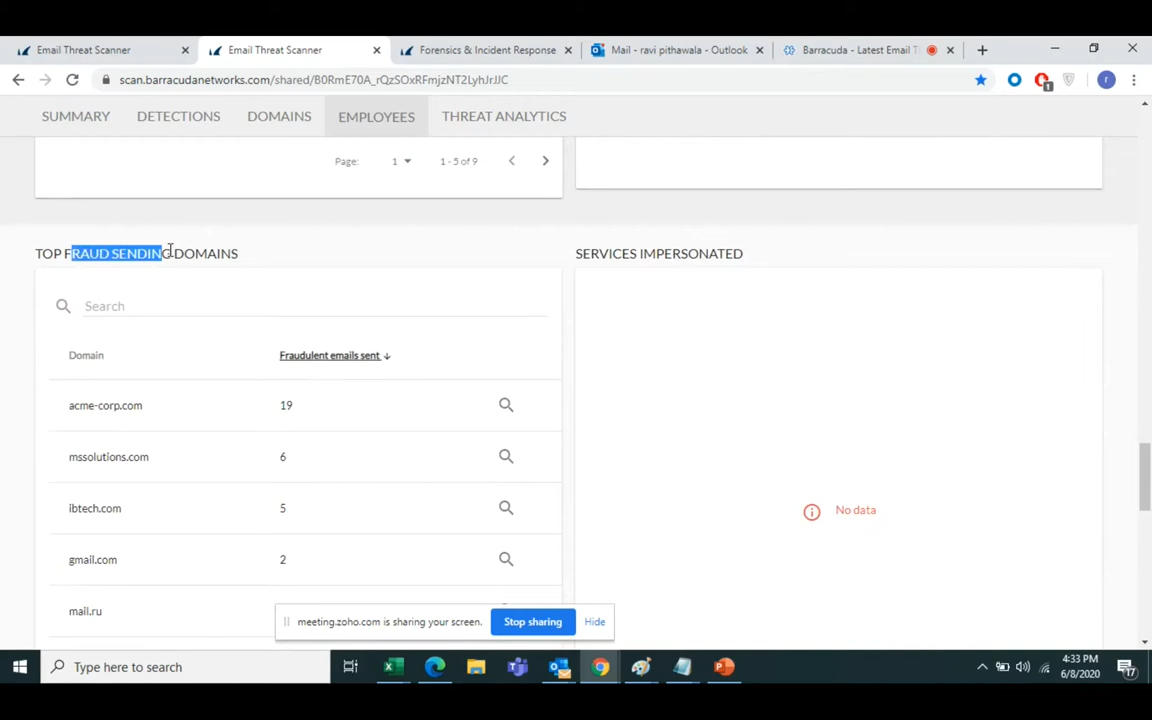 Email Threat Scanner
Email Threat Scanner
Forensics & Incident Response
Mail - ravi pithawala - Outlook
Barracuda - Latest Email T
scan.barracudanetworks.com/shared/B0RmE70A_rQzSOxRFmjzNT2LyhJrJJC
1
r
SUMMARY DETECTIONS DOMAINS EMPLOYEES THREAT ANALYTICS
Page: 1 1 - 5 of 9
TOP FRAUD SENDING DOMAINS
SERVICES IMPERSONATED
Search
Domain Fraudulent emails sent
acme-corp.com 19
mssolutions.com 6
ibtech.com 5
gmail.com 2
mail.ru
No data
meeting.zoho.com is sharing your screen. Stop sharing Hide
Type here to search
4:33 PM
6/8/2020
17